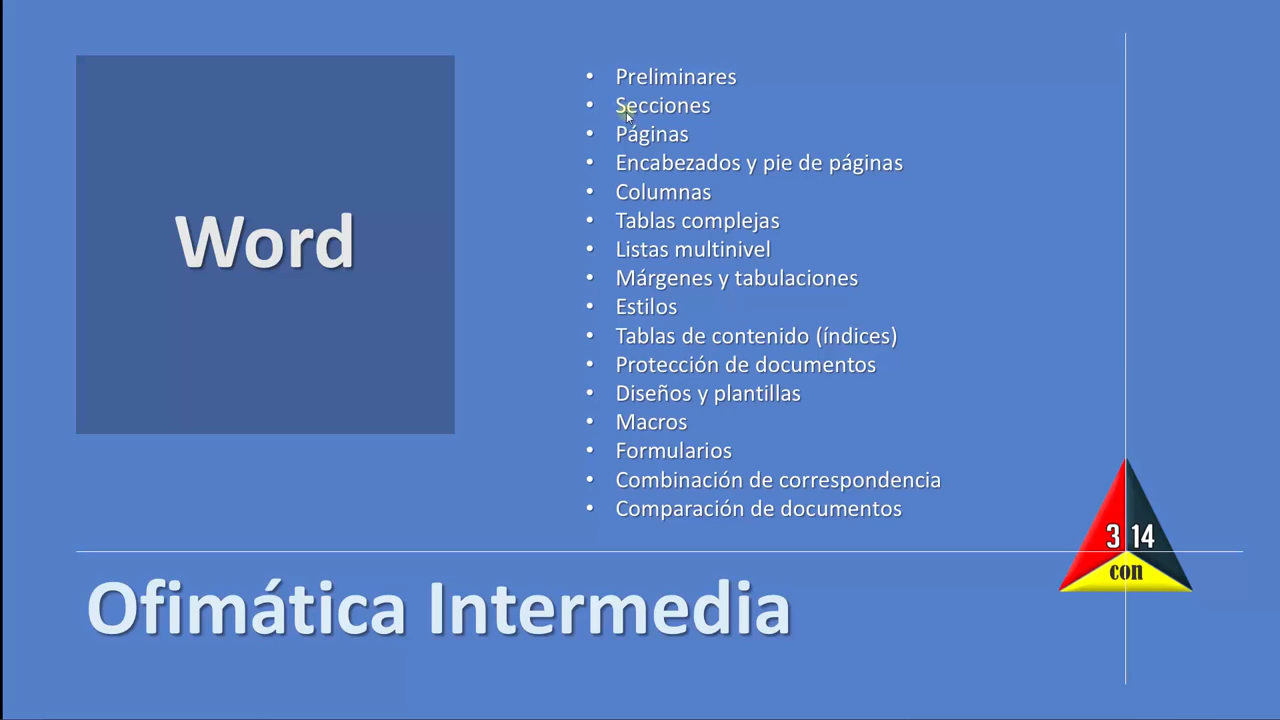 Word
• Preliminares
• Secciones
• Páginas
• Encabezados y pie de páginas
• Columnas
• Tablas complejas
• Listas multinivel
• Márgenes y tabulaciones
• Estilos
• Tablas de contenido (índices)
• Protección de documentos
• Diseños y plantillas
• Macros
• Formularios
• Combinación de correspondencia
• Comparación de documentos
3 14
con
Ofimática Intermedia